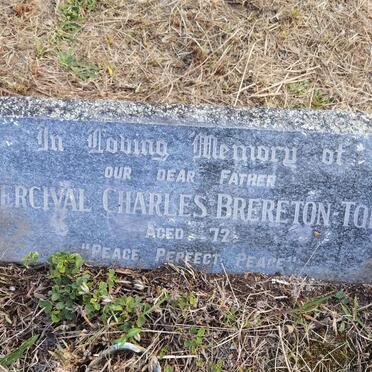 In Loving Memory of
OUR DEAR FATHER
ERCIVAL CHARLES BRERETON-TO
AGED 72
"PEACE PERFECT PEACE"